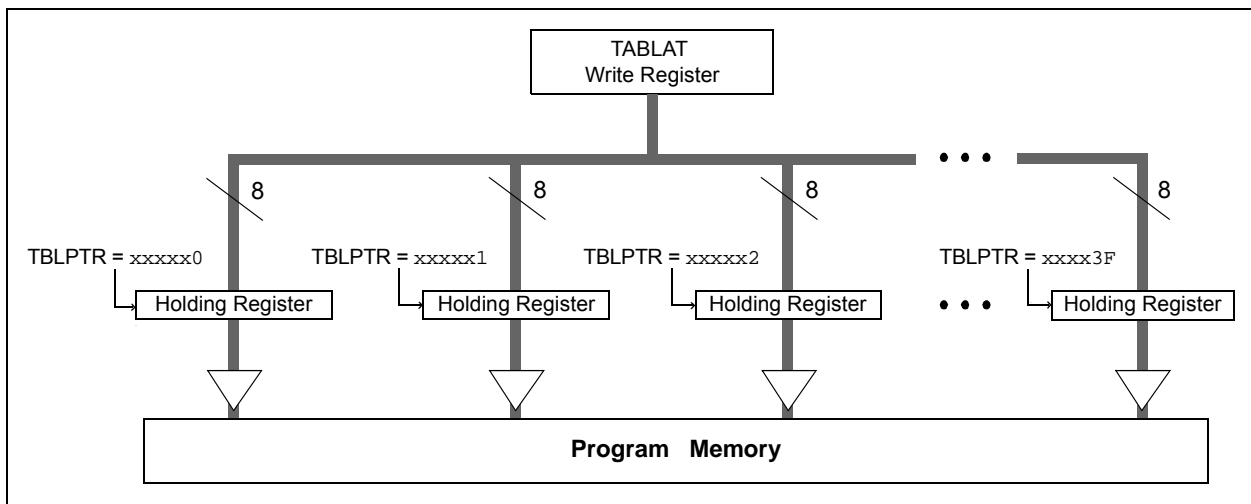 TABLAT
Write Register
8 8 8 8
TBLPTR = xxxxx0 TBLPTR = xxxxx1 TBLPTR = xxxxx2 TBLPTR = xxxx3F
Holding Register Holding Register Holding Register Holding Register
Program Memory